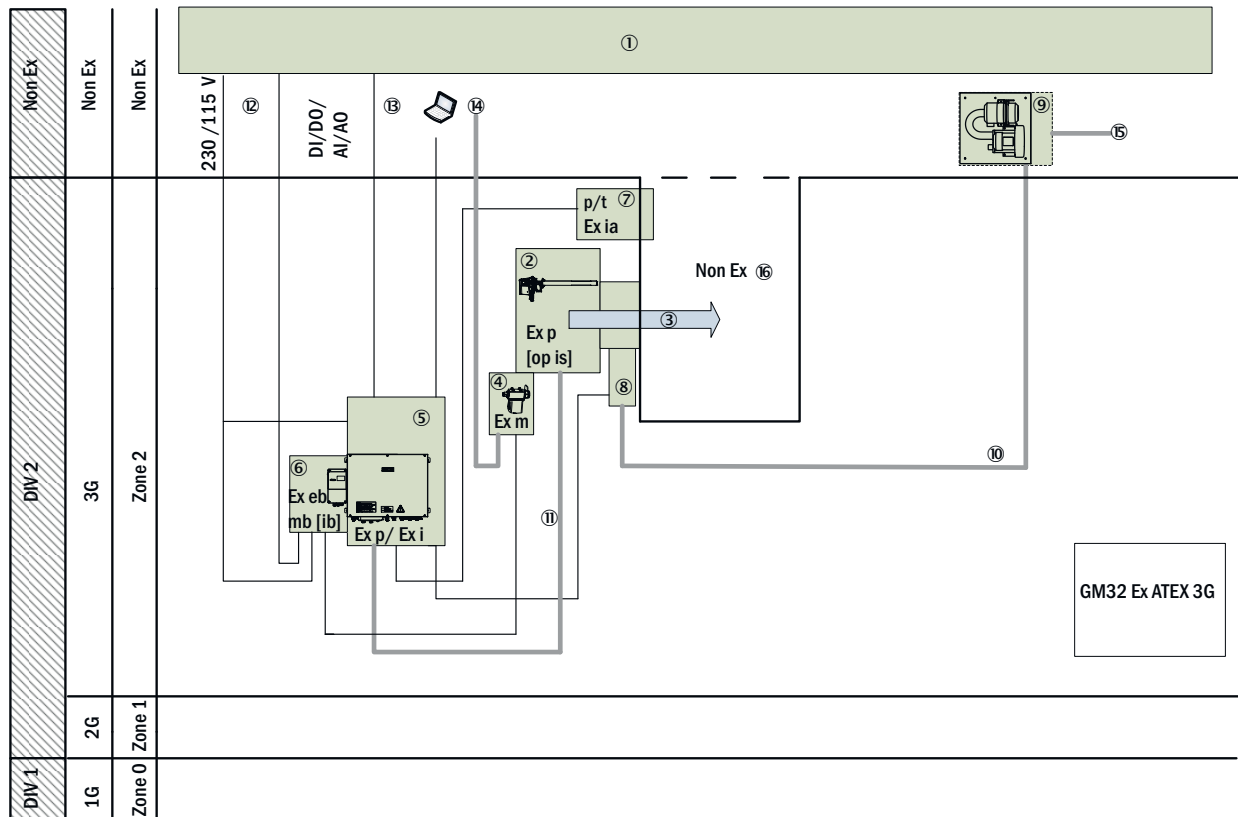 Non Ex
Non Ex
Non Ex
①
230 /115 V
⑫
DI/DO/
AI/AO
⑬
⑭
⑨
⑮
p/t ⑦
Ex ia
②
Non Ex ⑯
③
Ex p
[op is]
④
Ex m
⑧
⑤
DIV 2
3G
Zone 2
⑥
Ex eb
mb [ib]
Ex p/ Ex i
⑩
⑪
GM32 Ex ATEX 3G
2G
Zone 1
DIV 1
1G
Zone 0